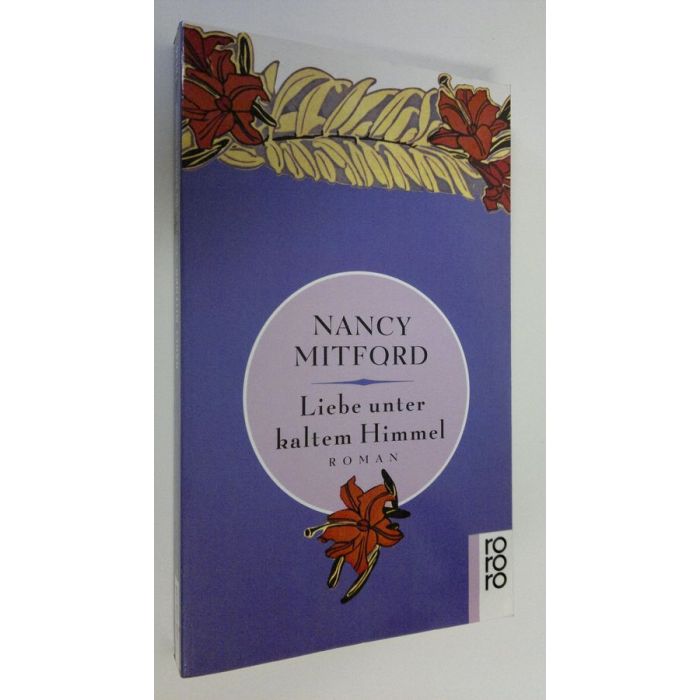 NANCY
MITFORD
Liebe unter
kaltem Himmel
ROMAN
ro
ro
ro